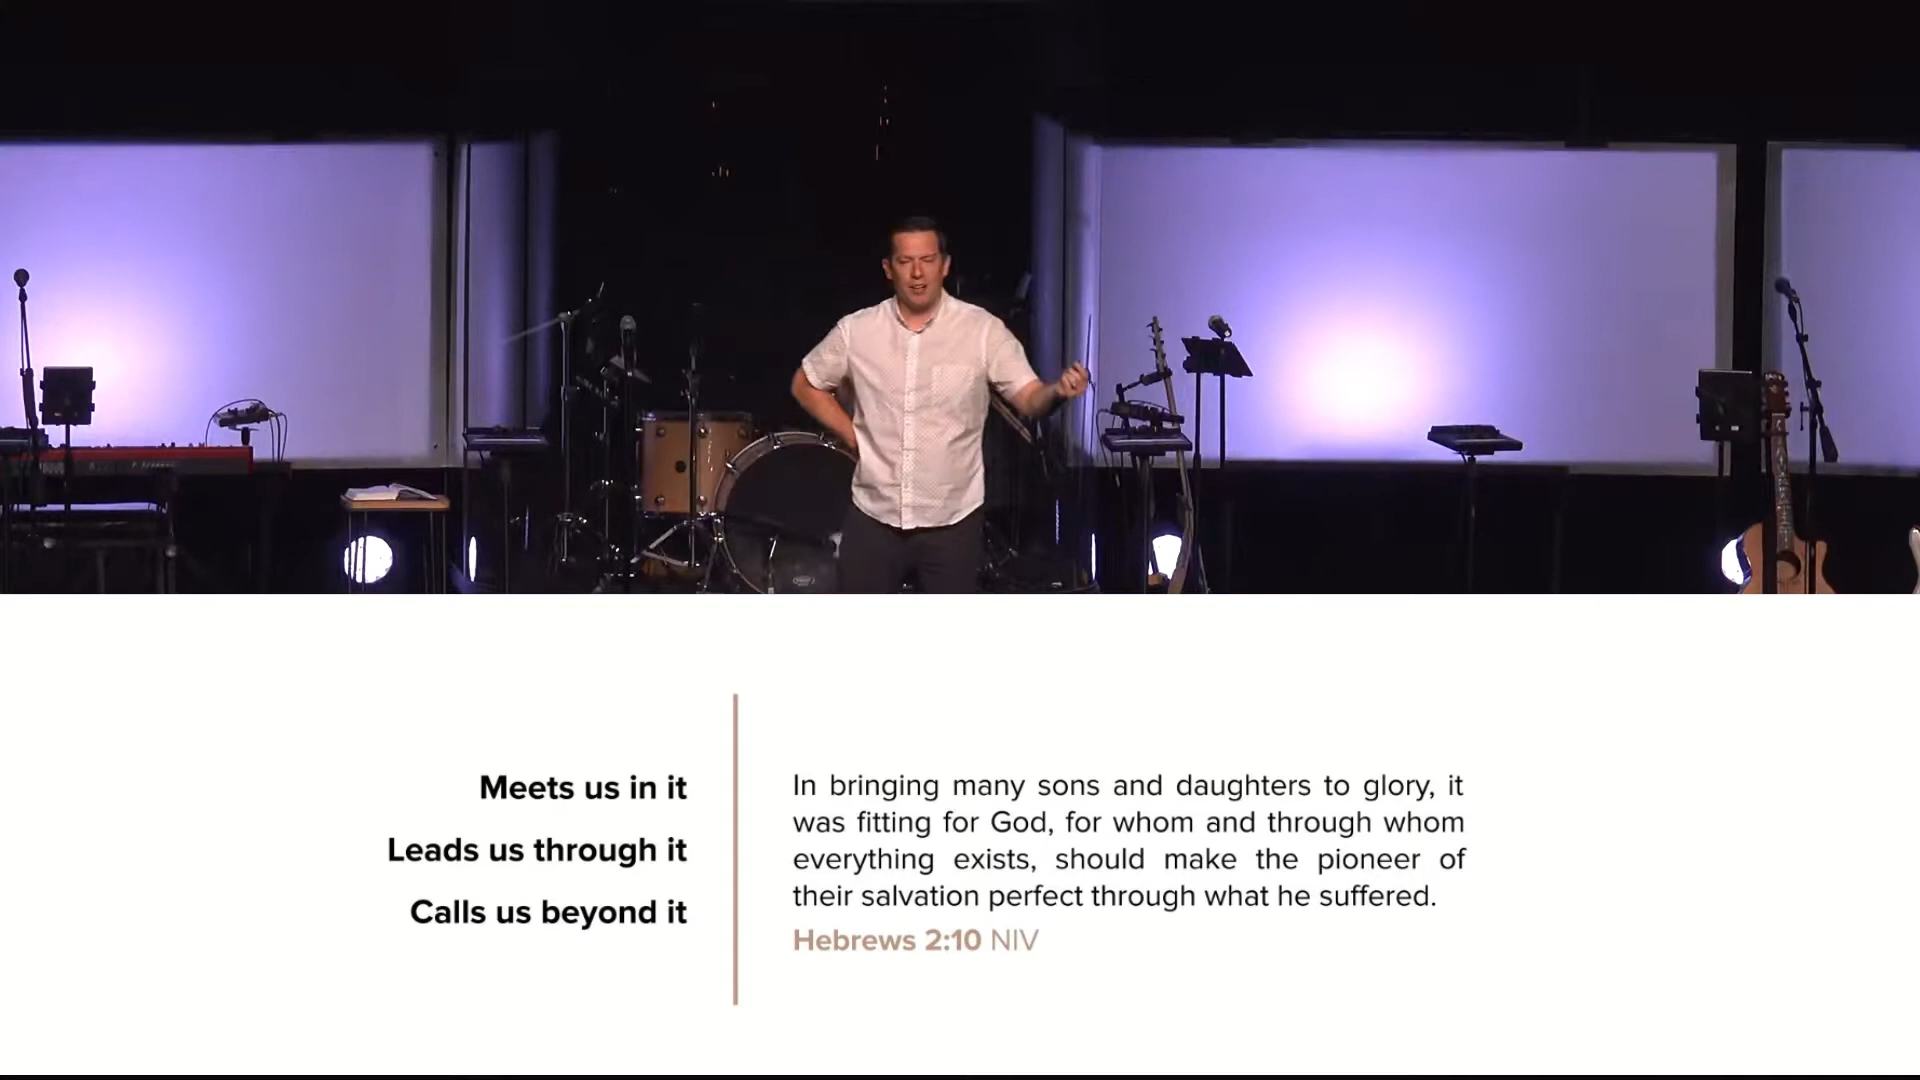 Meets us in it
Leads us through it
Calls us beyond it
In bringing many sons and daughters to glory, it
was fitting for God, for whom and through whom
everything exists, should make the pioneer of
their salvation perfect through what he suffered.
Hebrews 2:10 NIV